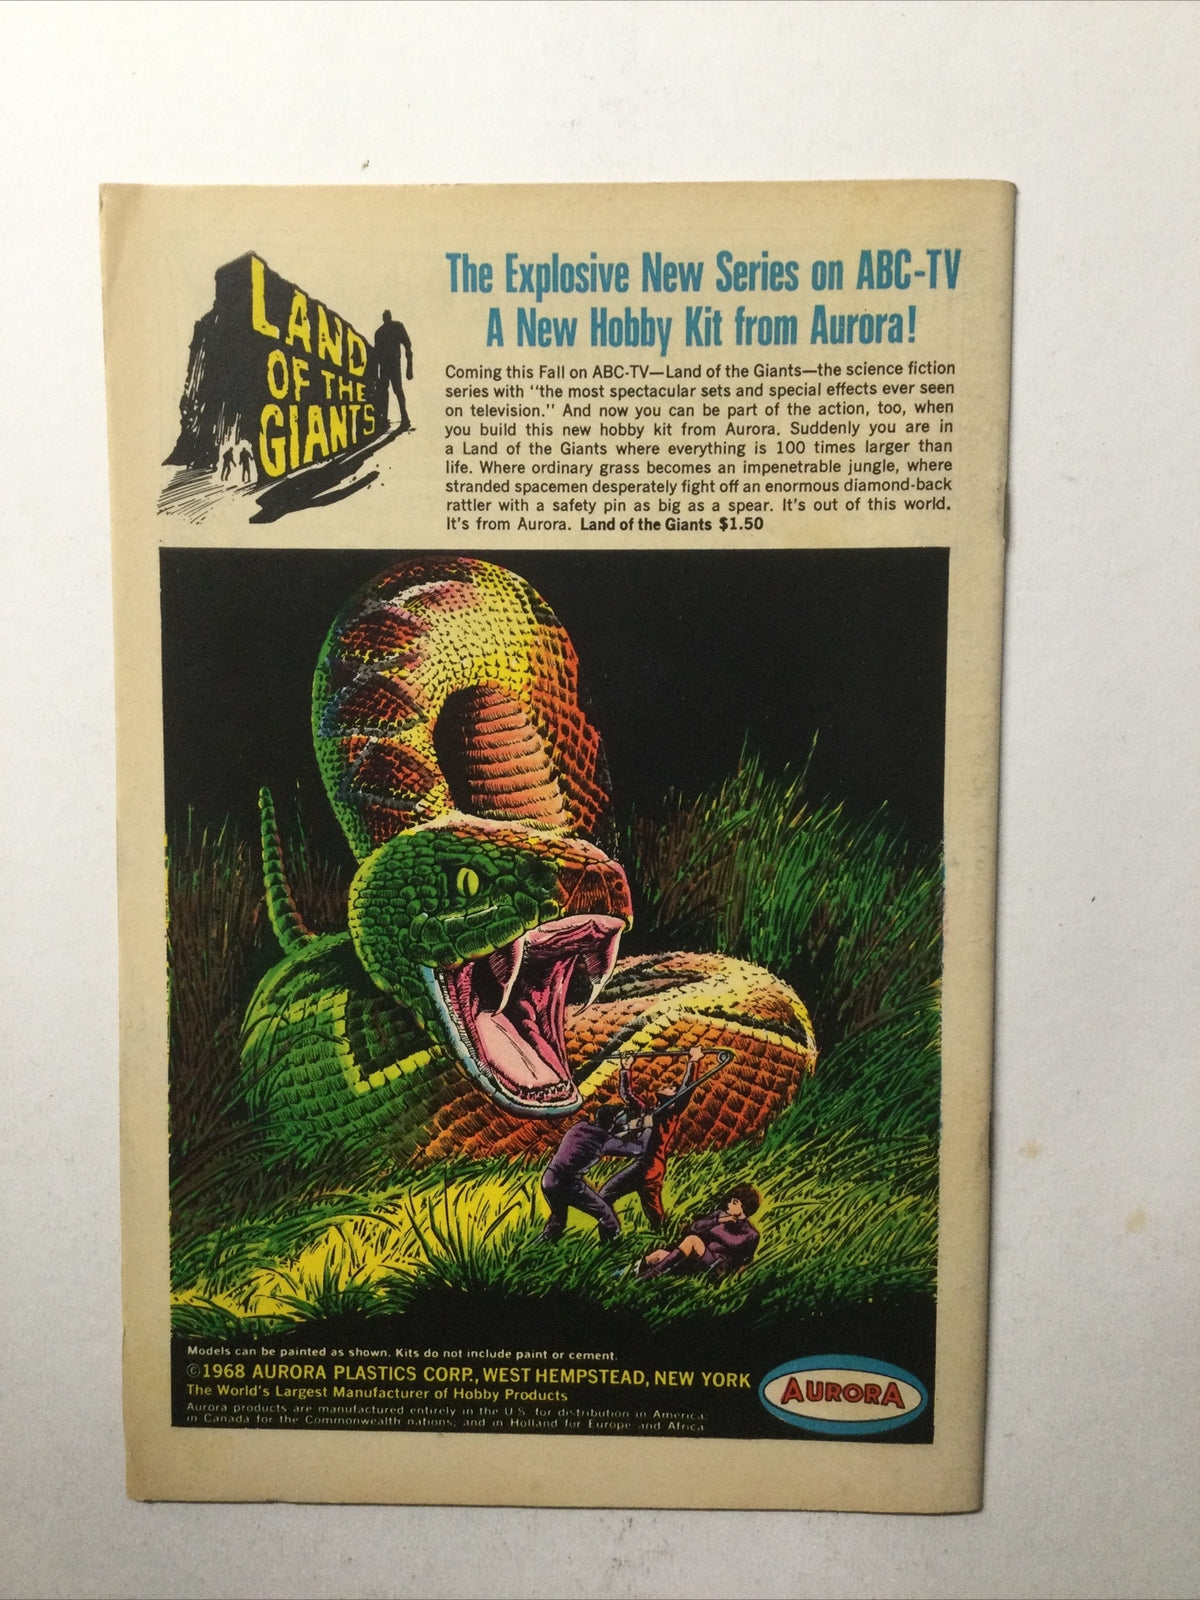 LAND
OF THE
GIANTS
The Explosive New Series on ABC-TV
A New Hobby Kit from Aurora!
Coming this Fall on ABC-TV—Land of the Giants—the science fiction
series with "the most spectacular sets and special effects ever seen
on television." And now you can be part of the action, too, when
you build this new hobby kit from Aurora. Suddenly you are in
a Land of the Giants where everything is 100 times larger than
life. Where ordinary grass becomes an impenetrable jungle, where
stranded spacemen desperately fight off an enormous diamond-back
rattler with a safety pin as big as a spear. It's out of this world.
It's from Aurora. Land of the Giants $1.50
Models can be painted as shown. Kits do not include paint or cement.
©1968 AURORA PLASTICS CORP., WEST HEMPSTEAD, NEW YORK
The World's Largest Manufacturer of Hobby Products
Aurora products are manufactured entirely in the U.S. for distribution in America;
in Canada for the Commonwealth nations; and in Holland for Europe and Africa
AURORA